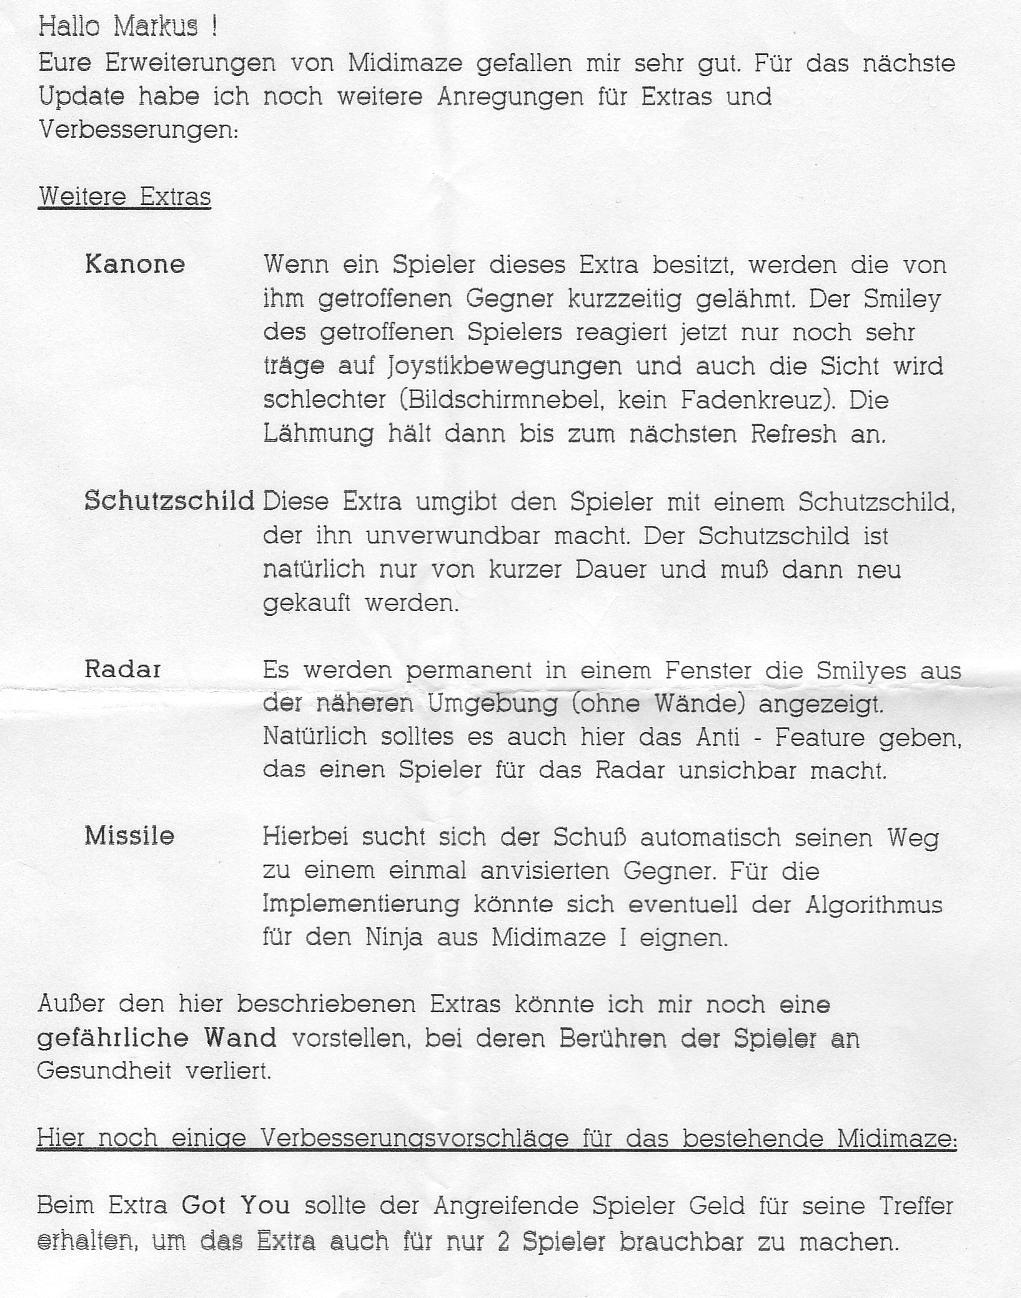 Hallo Markus !
Eure Erweiterungen von Midimaze gefallen mir sehr gut. Für das nächste
Update habe ich noch weitere Anregungen für Extras und
Verbesserungen:
Weitere Extras
Kanone Wenn ein Spieler dieses Extra besitzt, werden die von
ihm getroffenen Gegner kurzzeitig gelähmt. Der Smiley
des getroffenen Spielers reagiert jetzt nur noch sehr
träge auf Joystikbewegungen und auch die Sicht wird
schlechter (Bildschirmnebel, kein Fadenkreuz). Die
Lähmung hält dann bis zum nächsten Refresh an.
Schutzschild Diese Extra umgibt den Spieler mit einem Schutzschild,
der ihn unverwundbar macht. Der Schutzschild ist
natürlich nur von kurzer Dauer und muß dann neu
gekauft werden.
Radar Es werden permanent in einem Fenster die Smilyes aus
der näheren Umgebung (ohne Wände) angezeigt.
Natürlich solltes es auch hier das Anti - Feature geben,
das einen Spieler für das Radar unsichbar macht.
Missile Hierbei sucht sich der Schuß automatisch seinen Weg
zu einem einmal anvisierten Gegner. Für die
Implementierung könnte sich eventuell der Algorithmus
für den Ninja aus Midimaze I eignen.
Außer den hier beschriebenen Extras könnte ich mir noch eine
gefährliche Wand vorstellen, bei deren Berühren der Spieler an
Gesundheit verliert.
Hier noch einige Verbesserungsvorschläge für das bestehende Midimaze:
Beim Extra Got You sollte der Angreifende Spieler Geld für seine Treffer
erhalten, um das Extra auch für nur 2 Spieler brauchbar zu machen.